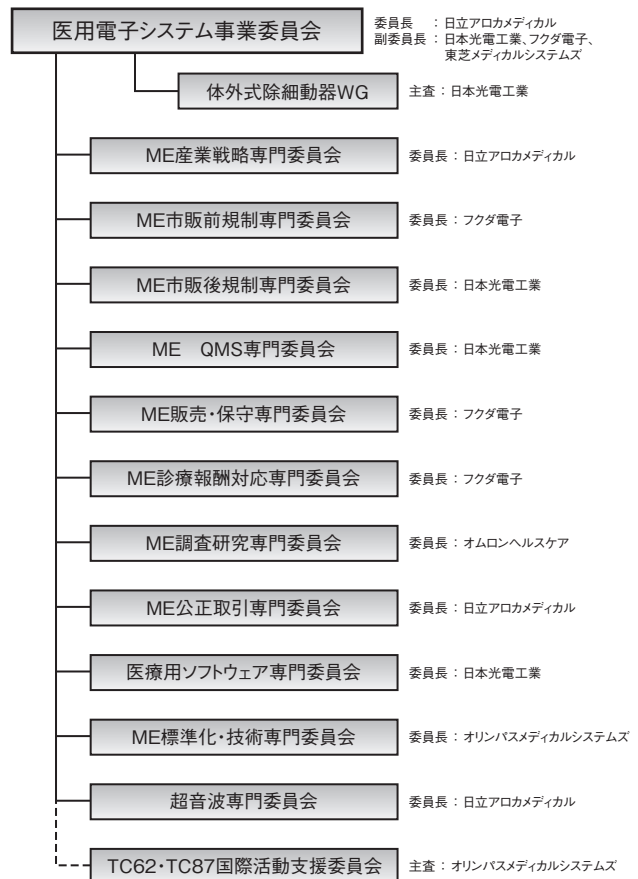 医用電子システム事業委員会
委員長 ：日立アロカメディカル
副委員長 ：日本光電工業、フクダ電子、
東芝メディカルシステムズ
体外式除細動器WG
主査：日本光電工業
ME産業戦略専門委員会
委員長：日立アロカメディカル
ME市販前規制専門委員会
委員長：フクダ電子
ME市販後規制専門委員会
委員長：日本光電工業
ME　QMS専門委員会
委員長：日本光電工業
ME販売・保守専門委員会
委員長：フクダ電子
ME診療報酬対応専門委員会
委員長：フクダ電子
ME調査研究専門委員会
委員長：オムロンヘルスケア
ME公正取引専門委員会
委員長：日立アロカメディカル
医療用ソフトウェア専門委員会
委員長：日本光電工業
ME標準化・技術専門委員会
委員長：オリンパスメディカルシステムズ
超音波専門委員会
委員長：日立アロカメディカル
TC62・TC87国際活動支援委員会
主査：オリンパスメディカルシステムズ